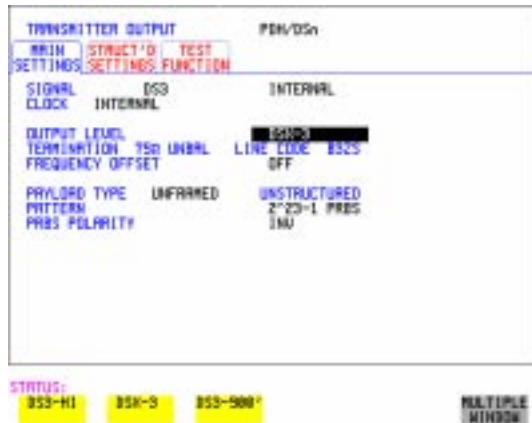 TRANSMITTER OUTPUT PDH/DSn
MAIN SETTINGS STRUCT'D SETTINGS TEST FUNCTION
SIGNAL DS3 INTERNAL
CLOCK INTERNAL
OUTPUT LEVEL DSX-3
TERMINATION 75Ω UNBAL LINE CODE B3ZS
FREQUENCY OFFSET OFF
PAYLOAD TYPE UNFRAMED UNSTRUCTURED
PATTERN 2^23-1 PRBS
PRBS POLARITY INV
STATUS:
DS3-HI DSX-3 DS3-900' MULTIPLE WINDOW